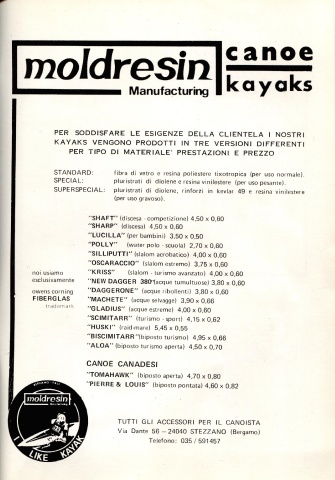 moldresin
Manufacturing
canoe
kayaks
PER SODDISFARE LE ESIGENZE DELLA CLIENTELA I NOSTRI
KAYAKS VENGONO PRODOTTI IN TRE VERSIONI DIFFERENTI
PER TIPO DI MATERIALE' PRESTAZIONI E PREZZO
STANDARD: fibra di vetro e resina poliestere tixotropica (per uso normale).
SPECIAL: pluristrati di diolene e resina vinilestere (per uso pesante).
SUPERSPECIAL: pluristrati di diolene, rinforzi in kevlar 49 e resina vinilestere
(per uso gravoso).
"SHAFT" (discesa - competizione) 4,50 x 0,60
"SHARP" (discesa) 4,50 x 0,60
"LUCILLA" (per bambini) 3,50 x 0,50
"POLLY" (water polo - scuola) 2,70 x 0,60
"SILLIPUTTI" (slalom acrobatico) 4,00 x 0,60
"OSCARACCIO" (slalom estremo) 3,75 x 0,60
"KRISS" (slalom - turismo avanzato) 4,00 x 0,60
"NEW DAGGER 380" (acque tumultuose) 3,80 x 0,60
"DAGGERONE" (acque ribollenti) 3,80 x 0,60
"MACHETE" (acque selvagge) 3,90 x 0,66
"GLADIUS" (acque estreme) 4,00 x 0,60
"SCIMITARR" (turismo - sport) 4,15 x 0,62
"HUSKI" (raid-mare) 5,45 x 0,55
"BISCIMITARR" (biposto turismo) 4,95 x 0,66
"ALOA" (biposto turismo aperta) 4,50 x 0,70
noi usiamo
esclusivamente
owens corning
FIBERGLAS
trademark
CANOE CANADESI
"TOMAHAWK" (biposto aperta) 4,70 x 0,80
"PIERRE & LOUIS" (biposto pontata) 4,60 x 0,82
moldresin
Manufacturing
I LIKE KAYAK
TUTTI GLI ACCESSORI PER IL CANOISTA
Via Dante 56 - 24040 STEZZANO (Bergamo)
Telefono: 035 / 591457